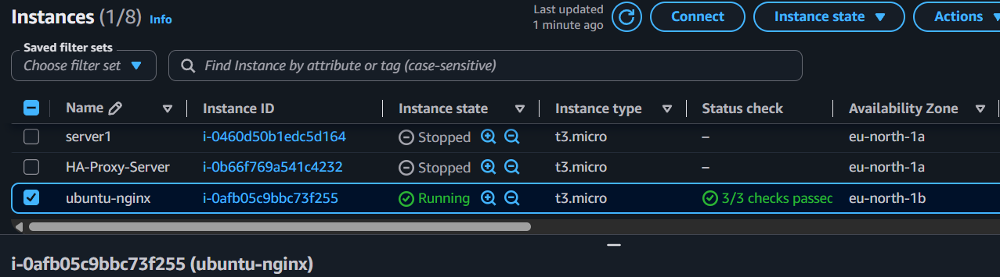 Instances (1/8) Info
Last updated
1 minute ago
Connect
Instance state
Actions
Saved filter sets
Choose filter set
Find Instance by attribute or tag (case-sensitive)
Name Instance ID Instance state Instance type Status check Availability Zone
server1 i-0460d50b1edc5d164 Stopped t3.micro – eu-north-1a
HA-Proxy-Server i-0b66f769a541c4232 Stopped t3.micro – eu-north-1a
ubuntu-nginx i-0afb05c9bbc73f255 Running t3.micro 3/3 checks passec eu-north-1b
i-0afb05c9bbc73f255 (ubuntu-nginx)